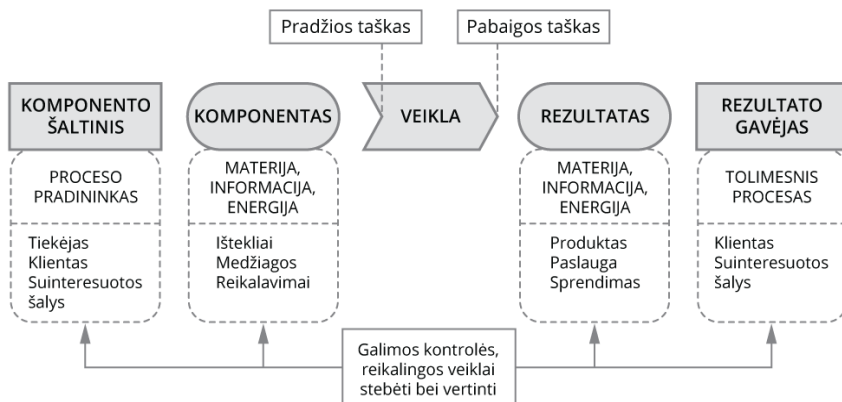 Pradžios taškas
Pabaigos taškas
KOMPONENTO
ŠALTINIS
KOMPONENTAS
VEIKLA
REZULTATAS
REZULTATO
GAVĖJAS
PROCESO
PRADININKAS
MATERIJA,
INFORMACIJA,
ENERGIJA
MATERIJA,
INFORMACIJA,
ENERGIJA
TOLIMESNIS
PROCESAS
Tiekėjas
Klientas
Suinteresuotos
šalys
Ištekliai
Medžiagos
Reikalavimai
Produktas
Paslauga
Sprendimas
Klientas
Suinteresuotos
šalys
Galimos kontrolės,
reikalingos veiklai
stebėti bei vertinti